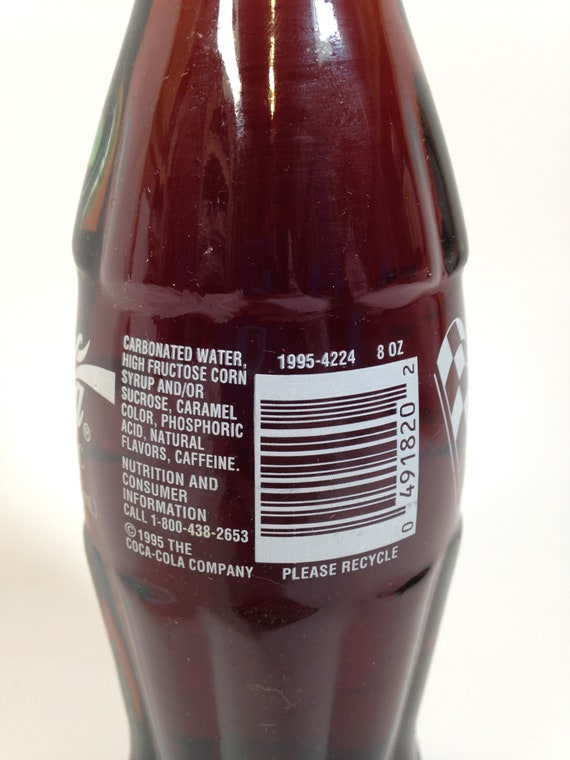 CARBONATED WATER,
HIGH FRUCTOSE CORN
SYRUP AND/OR
SUCROSE, CARAMEL
COLOR, PHOSPHORIC
ACID, NATURAL
FLAVORS, CAFFEINE.
NUTRITION AND
CONSUMER
INFORMATION
CALL 1-800-438-2653
©1995 THE
COCA-COLA COMPANY
1995-4224 8 OZ
0 491820 2
PLEASE RECYCLE